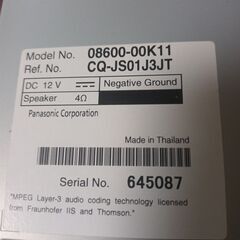 Model No. 08600-00K11
Ref. No. CQ-JS01J3JT
DC 12 V Negative Ground
Speaker 4Ω
Panasonic Corporation
Made in Thailand
Serial No. 645087
"MPEG Layer-3 audio coding technology licensed
from Fraunhofer IIS and Thomson."